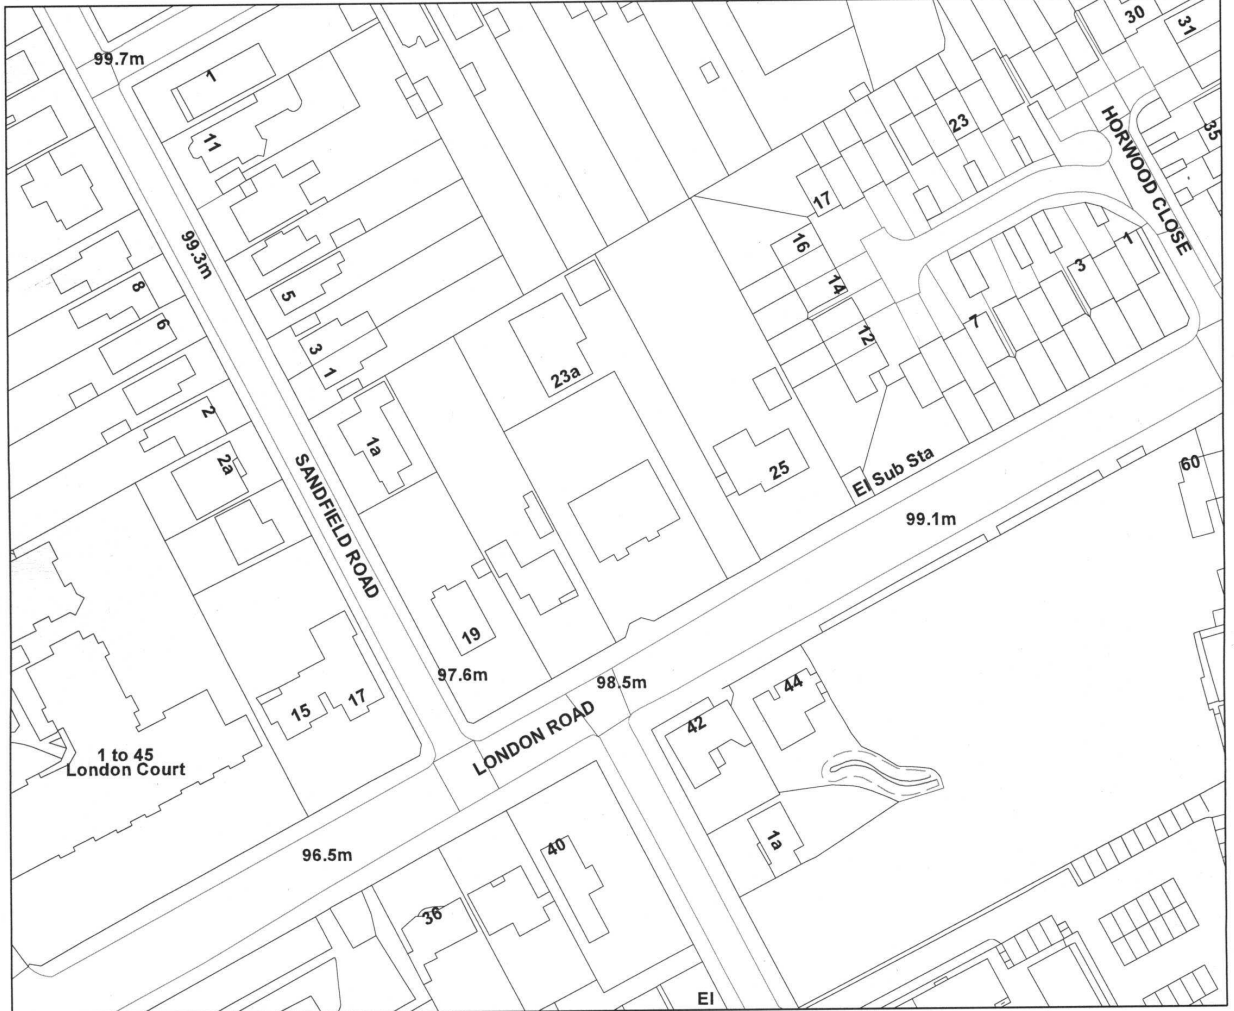 30
31
99.7m
1
HORWOOD CLOSE
23
35
11
17
99.3m
16
1
3
8
5
14
6
7
12
3
1
23a
2
1a
2a
25
El Sub Sta
60
SANDFIELD ROAD
99.1m
19
97.6m
98.5m
44
15
17
42
LONDON ROAD
1 to 45
London Court
1a
96.5m
40
36
El